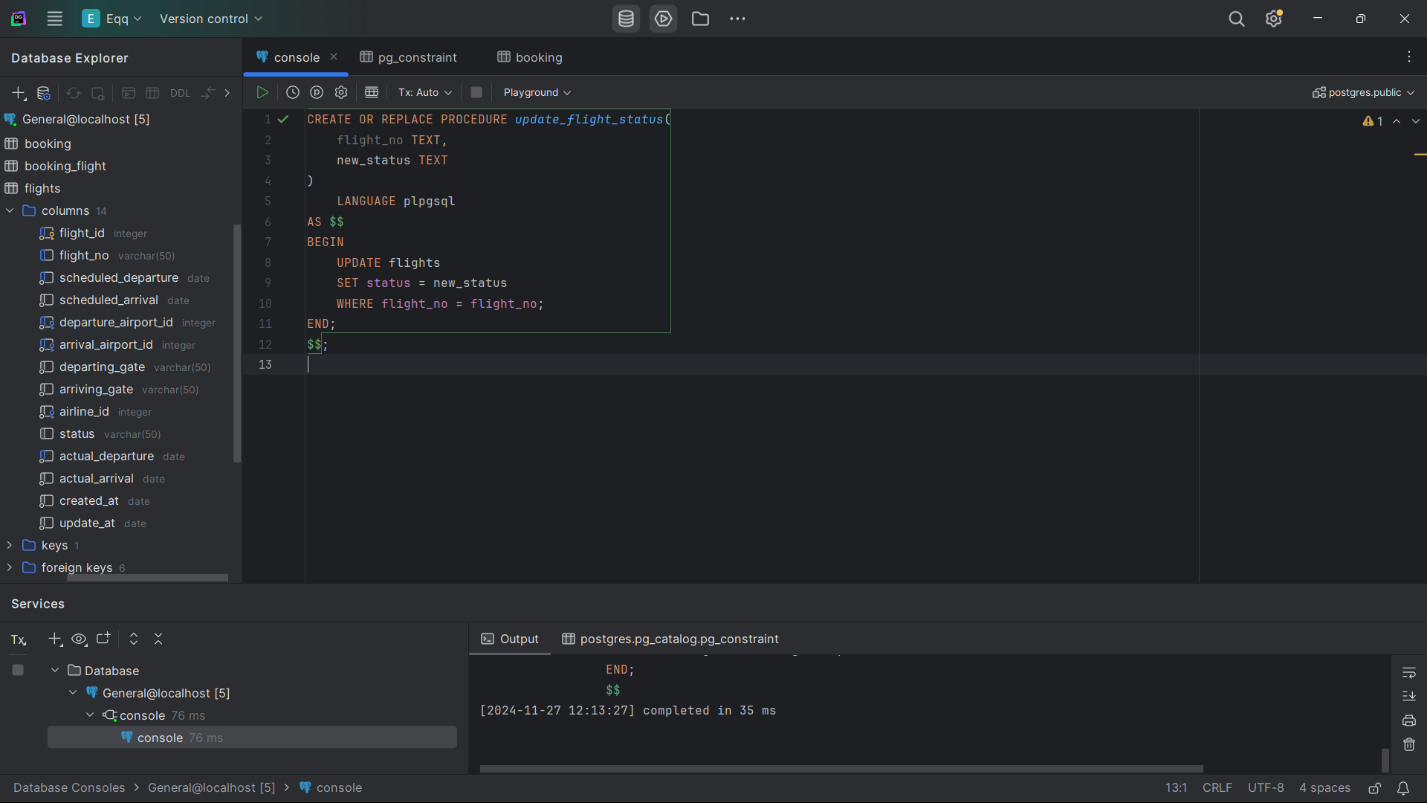 E Eqq Version control
Database Explorer
console
pg_constraint
booking
DDL
Tx: Auto
Playground
postgres.public
General@localhost [5]
booking
booking_flight
flights
columns 14
flight_id integer
flight_no varchar(50)
scheduled_departure date
scheduled_arrival date
departure_airport_id integer
arrival_airport_id integer
departing_gate varchar(50)
arriving_gate varchar(50)
airline_id integer
status varchar(50)
actual_departure date
actual_arrival date
created_at date
update_at date
keys 1
foreign keys 6
1 CREATE OR REPLACE PROCEDURE update_flight_status(
2 flight_no TEXT,
3 new_status TEXT
4 )
5 LANGUAGE plpgsql
6 AS $$
7 BEGIN
8 UPDATE flights
9 SET status = new_status
10 WHERE flight_no = flight_no;
11 END;
12 $$;
13
1
Services
Tx
Database
General@localhost [5]
console 76 ms
console 76 ms
Output
postgres.pg_catalog.pg_constraint
END;
$$
[2024-11-27 12:13:27] completed in 35 ms
Database Consoles > General@localhost [5] > console
13:1 CRLF UTF-8 4 spaces